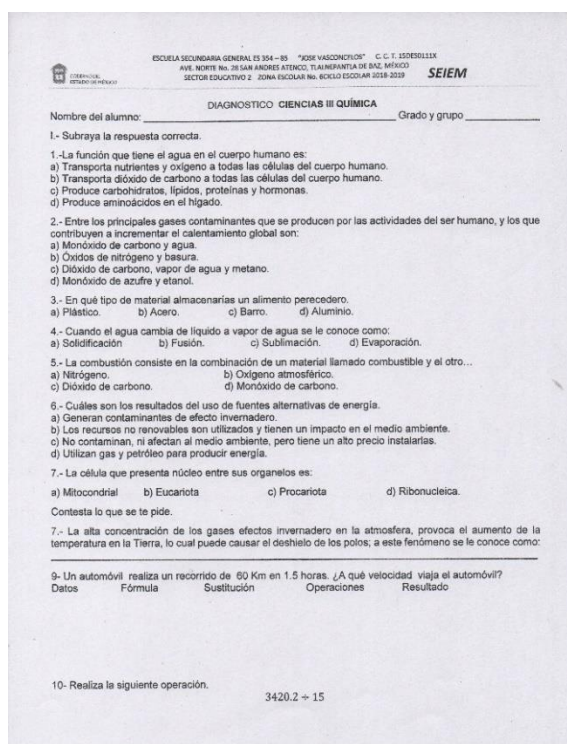 ESCUELA SECUNDARIA GENERAL ES 354 – 85 "JOSE VASCONCELOS" C. C. T. 15DES0111X
AVE. NORTE No. 28 SAN ANDRES ATENCO, TLALNEPANTLA DE BAZ, MÉXICO
SECTOR EDUCATIVO 2 ZONA ESCOLAR No. 6CICLO ESCOLAR 2018-2019 SEIEM
DIAGNOSTICO CIENCIAS III QUÍMICA
Nombre del alumno: Grado y grupo
I.- Subraya la respuesta correcta.
1.-La función que tiene el agua en el cuerpo humano es:
a) Transporta nutrientes y oxígeno a todas las células del cuerpo humano.
b) Transporta dióxido de carbono a todas las células del cuerpo humano.
c) Produce carbohidratos, lípidos, proteínas y hormonas.
d) Produce aminoácidos en el hígado.
2.- Entre los principales gases contaminantes que se producen por las actividades del ser humano, y los que
contribuyen a incrementar el calentamiento global son:
a) Monóxido de carbono y agua.
b) Óxidos de nitrógeno y basura.
c) Dióxido de carbono, vapor de agua y metano.
d) Monóxido de azufre y etanol.
3.- En qué tipo de material almacenarías un alimento perecedero.
a) Plástico. b) Acero. c) Barro. d) Aluminio.
4.- Cuando el agua cambia de líquido a vapor de agua se le conoce como:
a) Solidificación b) Fusión. c) Sublimación. d) Evaporación.
5.- La combustión consiste en la combinación de un material llamado combustible y el otro...
a) Nitrógeno. b) Oxígeno atmosférico.
c) Dióxido de carbono. d) Monóxido de carbono.
6.- Cuáles son los resultados del uso de fuentes alternativas de energía.
a) Generan contaminantes de efecto invernadero.
b) Los recursos no renovables son utilizados y tienen un impacto en el medio ambiente.
c) No contaminan, ni afectan al medio ambiente, pero tiene un alto precio instalarlas.
d) Utilizan gas y petróleo para producir energía.
7.- La célula que presenta núcleo entre sus organelos es:
a) Mitocondrial b) Eucariota c) Procariota d) Ribonucleica.
Contesta lo que se te pide.
7.- La alta concentración de los gases efectos invernadero en la atmosfera, provoca el aumento de la
temperatura en la Tierra, lo cual puede causar el deshielo de los polos; a este fenómeno se le conoce como:
9- Un automóvil realiza un recorrido de 60 Km en 1.5 horas. ¿A qué velocidad viaja el automóvil?
Datos Fórmula Sustitución Operaciones Resultado
10- Realiza la siguiente operación.
3420.2 ÷ 15